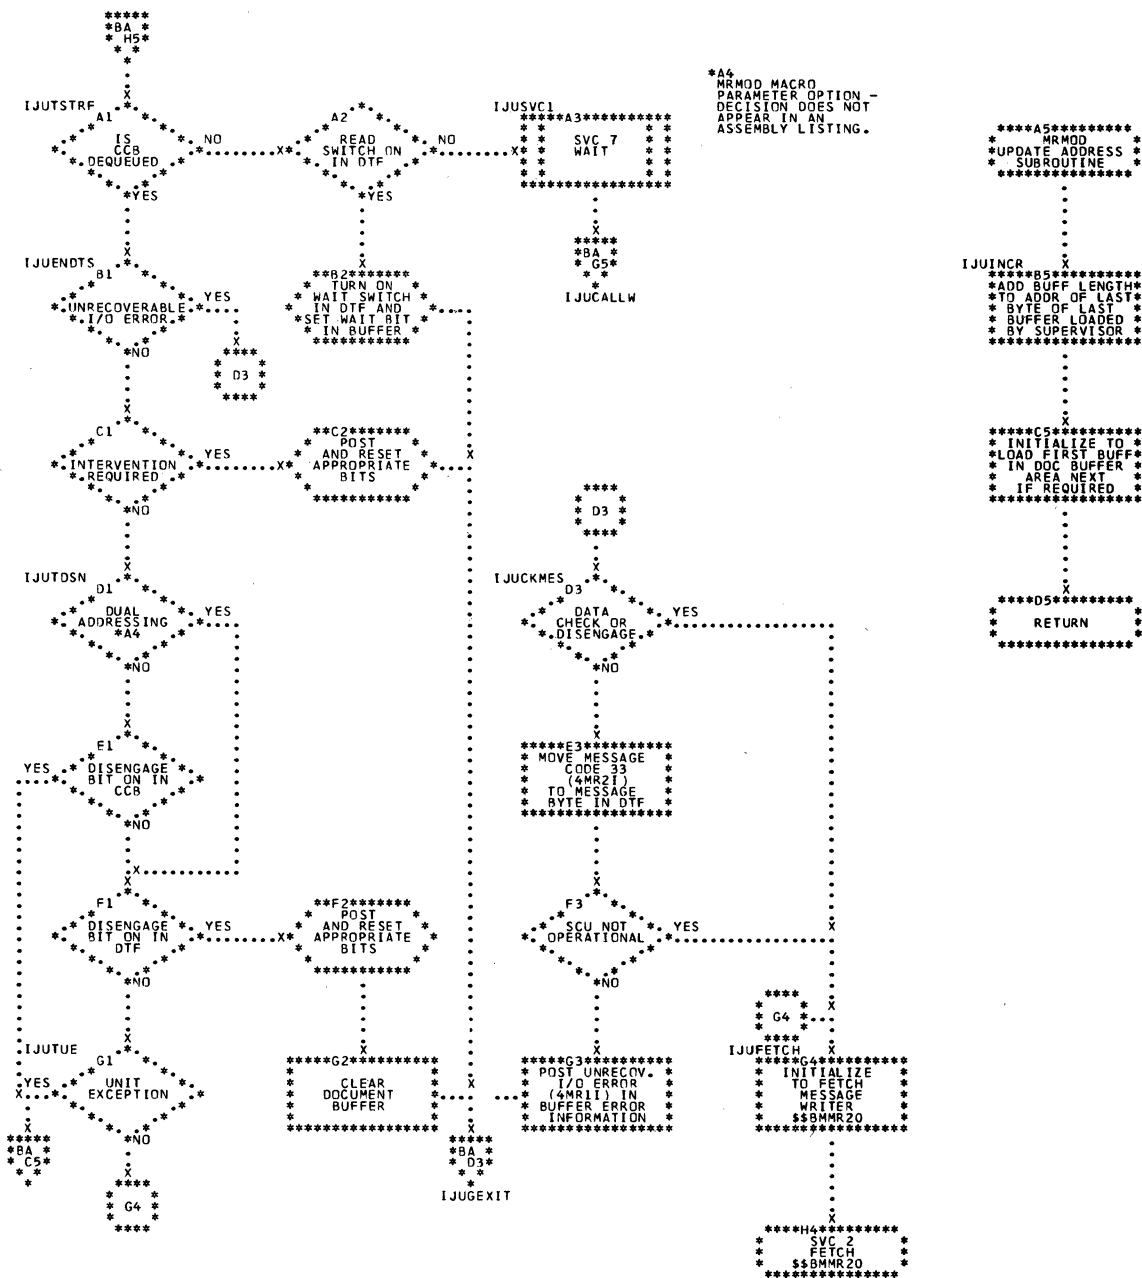 BA
H5
IJUTSTRF
A1
IS
CCB
DEQUEUED
NO
YES
A2
READ
SWITCH ON
IN DTF
NO
YES
IJUSVC1
A3
SVC 7
WAIT
BA
G5
IJUCALLW
*A4
MRMOD MACRO
PARAMETER OPTION -
DECISION DOES NOT
APPEAR IN AN
ASSEMBLY LISTING.
A5
MRMOD
UPDATE ADDRESS
SUBROUTINE
IJUENDTS
B1
UNRECOVERABLE
I/O ERROR
YES
NO
D3
B2
TURN ON
WAIT SWITCH
IN DTF AND
SET WAIT BIT
IN BUFFER
IJUINCR
B5
ADD BUFF LENGTH
TO ADDR OF LAST
BYTE OF LAST
BUFFER LOADED
BY SUPERVISOR
C1
INTERVENTION
REQUIRED
YES
NO
C2
POST
AND RESET
APPROPRIATE
BITS
C5
INITIALIZE TO
LOAD FIRST BUFF
IN DOC BUFFER
AREA NEXT
IF REQUIRED
D3
IJUTDSN
D1
DUAL
ADDRESSING
*A4
YES
NO
IJUCKMES
D3
DATA
CHECK OR
DISENGAGE
YES
NO
D5
RETURN
E1
DISENGAGE
BIT ON IN
CCB
YES
NO
E3
MOVE MESSAGE
CODE 33
(4MR2I)
TO MESSAGE
BYTE IN DTF
F1
DISENGAGE
BIT ON IN
DTF
YES
NO
F2
POST
AND RESET
APPROPRIATE
BITS
F3
SCU NOT
OPERATIONAL
YES
NO
G4
IJUTUE
G1
UNIT
EXCEPTION
YES
NO
G2
CLEAR
DOCUMENT
BUFFER
G3
POST UNRECOV.
I/O ERROR
(4MR1I) IN
BUFFER ERROR
INFORMATION
IJUFETCH
G4
INITIALIZE
TO FETCH
MESSAGE
WRITER
$$BMMR20
BA
C5
G4
BA
D3
IJUGEXIT
H4
SVC 2
FETCH
$$BMMR20